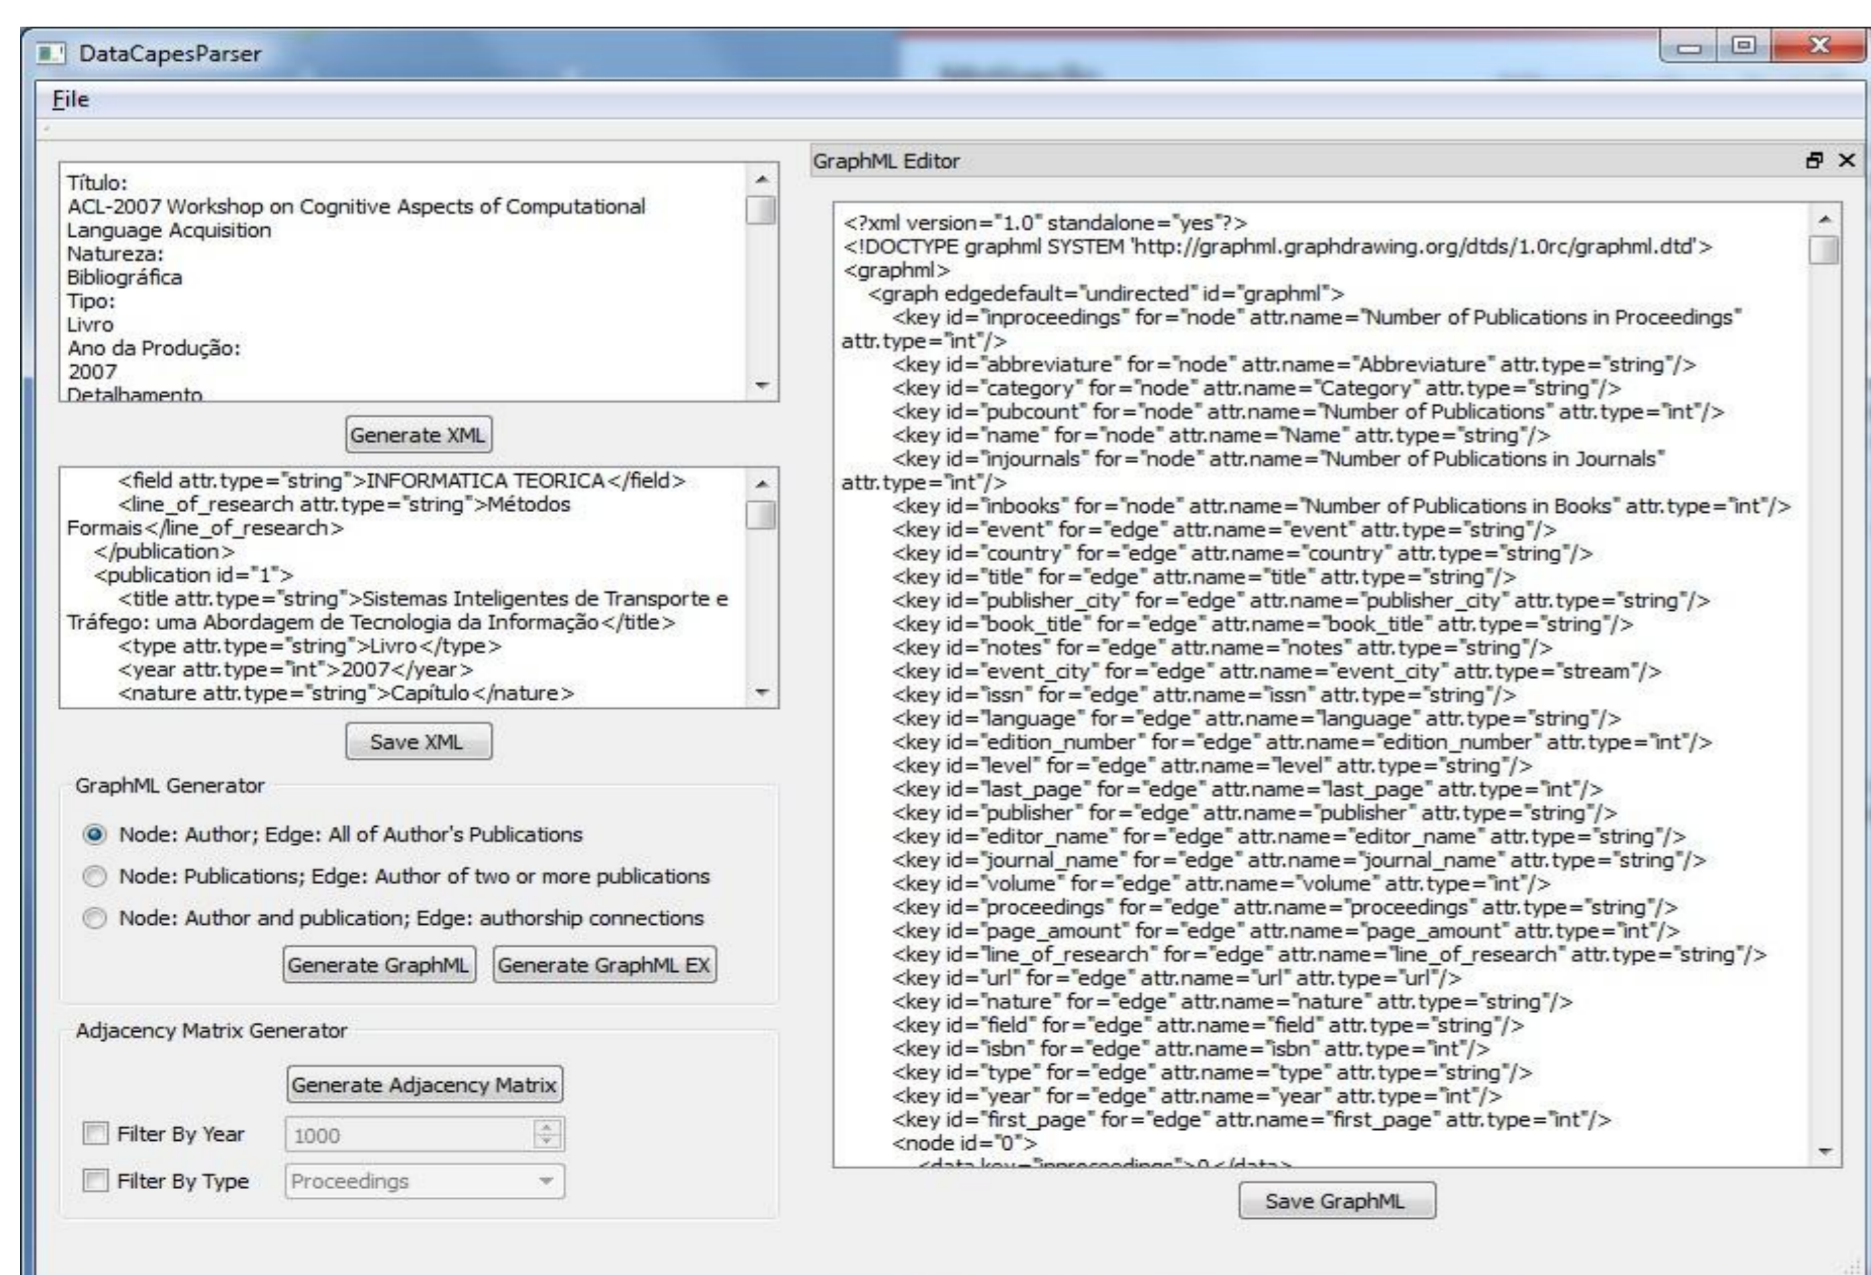 DataCapesParser
File
Título:
ACL-2007 Workshop on Cognitive Aspects of Computational
Language Acquisition
Natureza:
Bibliográfica
Tipo:
Livro
Ano da Produção:
2007
Detalhamento
Generate XML
<field attr.type="string">INFORMATICA TEORICA</field>
<line_of_research attr.type="string">Métodos
Formais</line_of_research>
</publication>
<publication id="1">
<title attr.type="string">Sistemas Inteligentes de Transporte e
Tráfego: uma Abordagem de Tecnologia da Informação</title>
<type attr.type="string">Livro</type>
<year attr.type="int">2007</year>
<nature attr.type="string">Capítulo</nature>
Save XML
GraphML Generator
Node: Author; Edge: All of Author's Publications
Node: Publications; Edge: Author of two or more publications
Node: Author and publication; Edge: authorship connections
Generate GraphML Generate GraphML EX
Adjacency Matrix Generator
Generate Adjacency Matrix
Filter By Year 1000
Filter By Type Proceedings
GraphML Editor
<?xml version="1.0" standalone="yes"?>
<!DOCTYPE graphml SYSTEM 'http://graphml.graphdrawing.org/dtds/1.0rc/graphml.dtd'>
<graphml>
<graph edgedefault="undirected" id="graphml">
<key id="inproceedings" for="node" attr.name="Number of Publications in Proceedings"
attr.type="int"/>
<key id="abbreviature" for="node" attr.name="Abbreviature" attr.type="string"/>
<key id="category" for="node" attr.name="Category" attr.type="string"/>
<key id="pubcount" for="node" attr.name="Number of Publications" attr.type="int"/>
<key id="name" for="node" attr.name="Name" attr.type="string"/>
<key id="injournals" for="node" attr.name="Number of Publications in Journals"
attr.type="int"/>
<key id="inbooks" for="node" attr.name="Number of Publications in Books" attr.type="int"/>
<key id="event" for="edge" attr.name="event" attr.type="string"/>
<key id="country" for="edge" attr.name="country" attr.type="string"/>
<key id="title" for="edge" attr.name="title" attr.type="string"/>
<key id="publisher_city" for="edge" attr.name="publisher_city" attr.type="string"/>
<key id="book_title" for="edge" attr.name="book_title" attr.type="string"/>
<key id="notes" for="edge" attr.name="notes" attr.type="string"/>
<key id="event_city" for="edge" attr.name="event_city" attr.type="stream"/>
<key id="issn" for="edge" attr.name="issn" attr.type="string"/>
<key id="language" for="edge" attr.name="language" attr.type="string"/>
<key id="edition_number" for="edge" attr.name="edition_number" attr.type="int"/>
<key id="level" for="edge" attr.name="level" attr.type="string"/>
<key id="last_page" for="edge" attr.name="last_page" attr.type="int"/>
<key id="publisher" for="edge" attr.name="publisher" attr.type="string"/>
<key id="editor_name" for="edge" attr.name="editor_name" attr.type="string"/>
<key id="journal_name" for="edge" attr.name="journal_name" attr.type="string"/>
<key id="volume" for="edge" attr.name="volume" attr.type="int"/>
<key id="proceedings" for="edge" attr.name="proceedings" attr.type="string"/>
<key id="page_amount" for="edge" attr.name="page_amount" attr.type="int"/>
<key id="line_of_research" for="edge" attr.name="line_of_research" attr.type="string"/>
<key id="url" for="edge" attr.name="url" attr.type="url"/>
<key id="nature" for="edge" attr.name="nature" attr.type="string"/>
<key id="field" for="edge" attr.name="field" attr.type="string"/>
<key id="isbn" for="edge" attr.name="isbn" attr.type="int"/>
<key id="type" for="edge" attr.name="type" attr.type="string"/>
<key id="year" for="edge" attr.name="year" attr.type="int"/>
<key id="first_page" for="edge" attr.name="first_page" attr.type="int"/>
<node id="0">
<data key="inproceedings">0</data>
Save GraphML